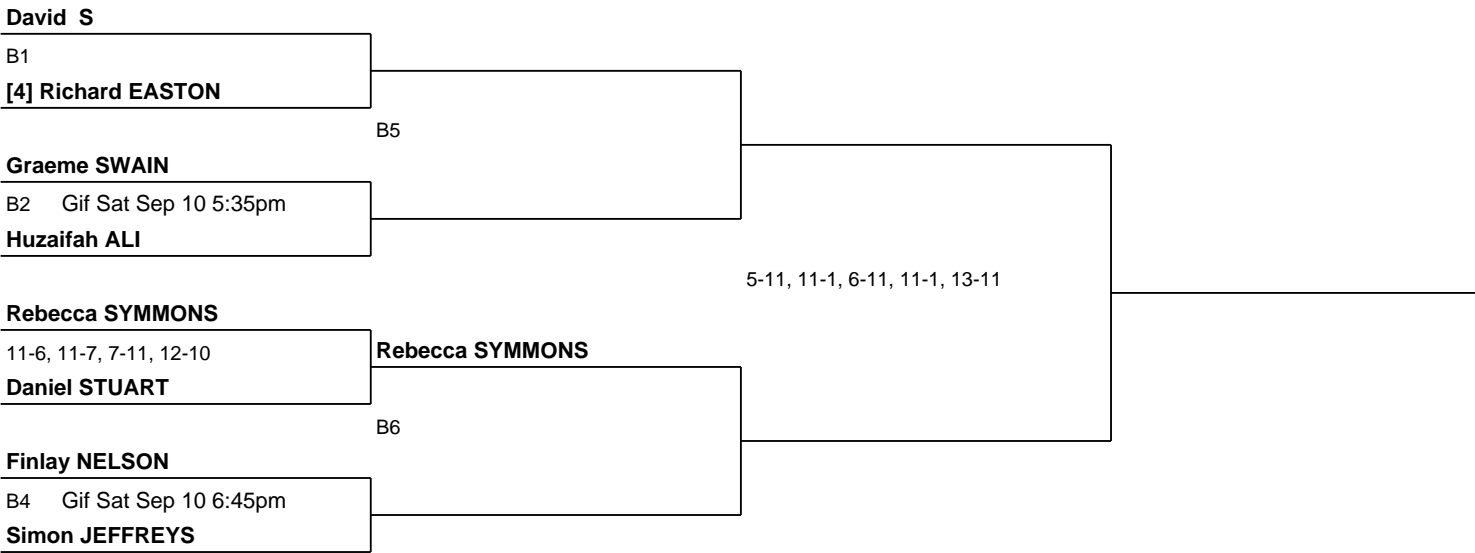 David  S
B1
[4] Richard EASTON
B5
Graeme SWAIN
B2 Gif Sat Sep 10 5:35pm
Huzaifah ALI
5-11, 11-1, 6-11, 11-1, 13-11
Rebecca SYMMONS
11-6, 11-7, 7-11, 12-10
Rebecca SYMMONS
Daniel STUART
B6
Finlay NELSON
B4 Gif Sat Sep 10 6:45pm
Simon JEFFREYS